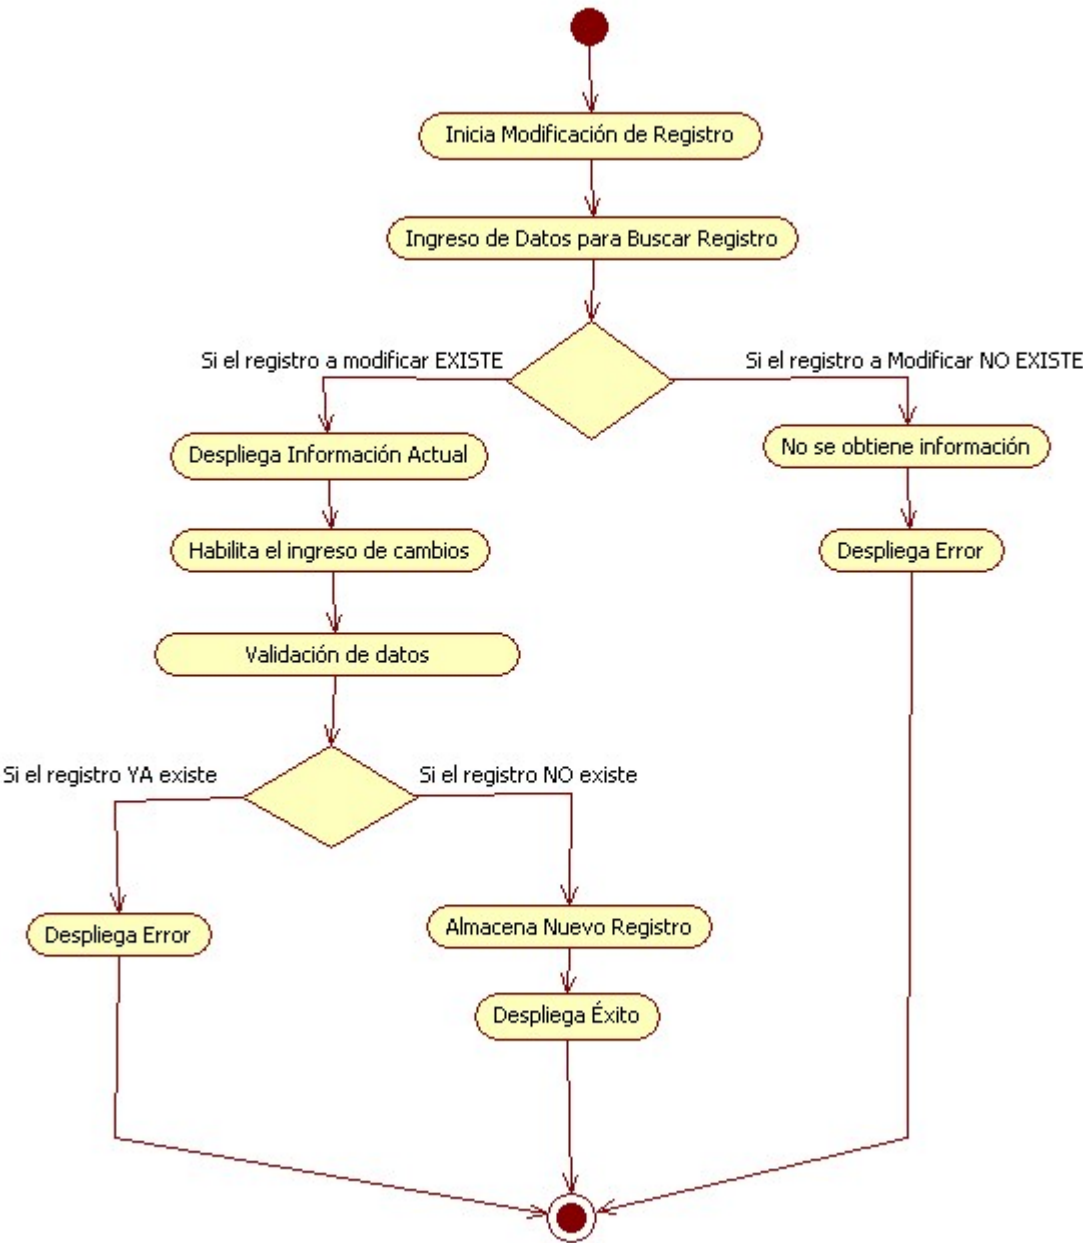 Inicia Modificación de Registro
Ingreso de Datos para Buscar Registro
Si el registro a modificar EXISTE
Si el registro a Modificar NO EXISTE
Despliega Información Actual
No se obtiene información
Habilita el ingreso de cambios
Despliega Error
Validación de datos
Si el registro YA existe
Si el registro NO existe
Despliega Error
Almacena Nuevo Registro
Despliega Éxito